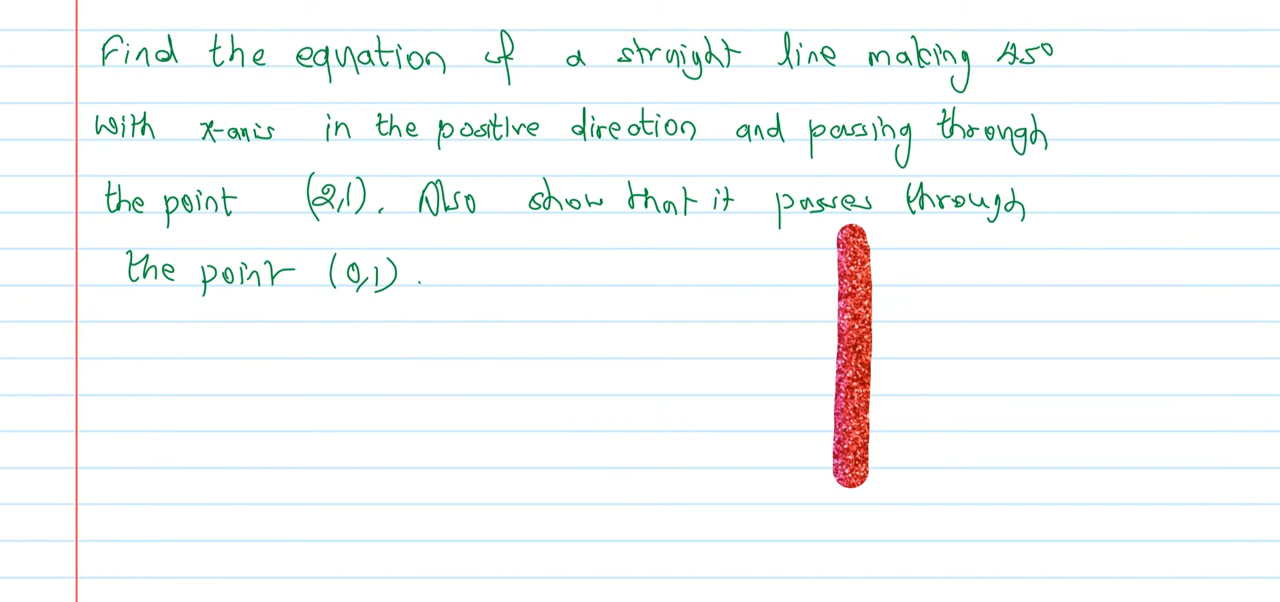 Find the equation of a straight line making 45°
with x-axis in the positive direction and passing through
the point (2,1). Also show that it passes through
the point (0,1).